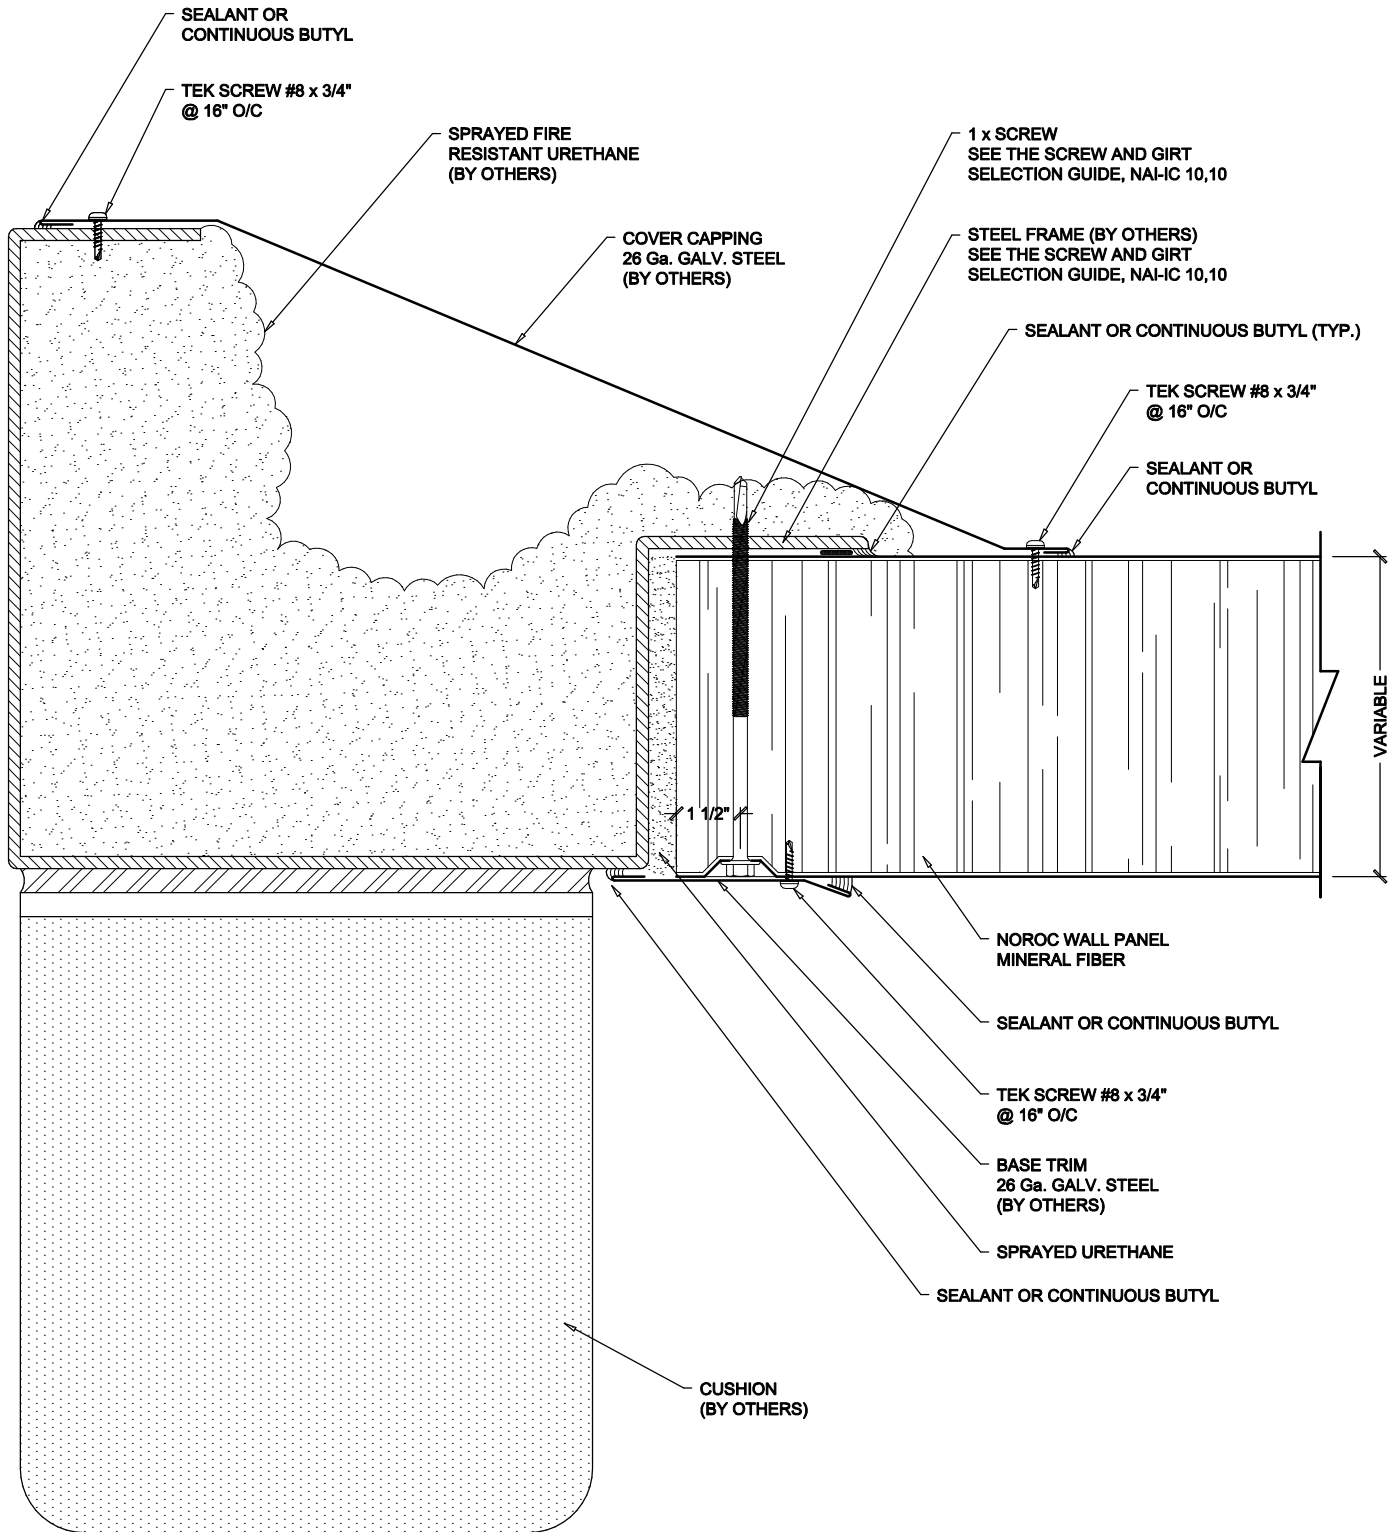 SEALANT OR
CONTINUOUS BUTYL
TEK SCREW #8 x 3/4"
@ 16" O/C
SPRAYED FIRE
RESISTANT URETHANE
(BY OTHERS)
1 x SCREW
SEE THE SCREW AND GIRT
SELECTION GUIDE, NAI-IC 10,10
COVER CAPPING
26 Ga. GALV. STEEL
(BY OTHERS)
STEEL FRAME (BY OTHERS)
SEE THE SCREW AND GIRT
SELECTION GUIDE, NAI-IC 10,10
SEALANT OR CONTINUOUS BUTYL (TYP.)
TEK SCREW #8 x 3/4"
@ 16" O/C
SEALANT OR
CONTINUOUS BUTYL
VARIABLE
1 1/2"
NOROC WALL PANEL
MINERAL FIBER
SEALANT OR CONTINUOUS BUTYL
TEK SCREW #8 x 3/4"
@ 16" O/C
BASE TRIM
26 Ga. GALV. STEEL
(BY OTHERS)
SPRAYED URETHANE
SEALANT OR CONTINUOUS BUTYL
CUSHION
(BY OTHERS)